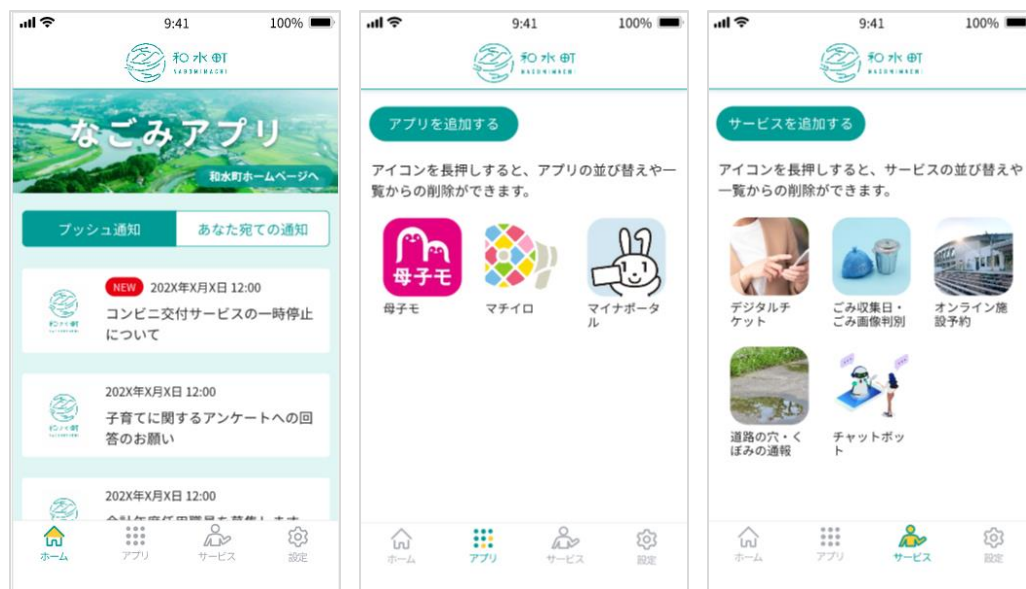 9:41
100%
和水町
NAGOMIMACHI
なごみアプリ
和水町ホームページへ
プッシュ通知
あなた宛ての通知
NEW 202X年X月X日 12:00
コンビニ交付サービスの一時停止
について
和水町
202X年X月X日 12:00
子育てに関するアンケートへの回
答のお願い
和水町
202X年X月X日 12:00
ホーム
アプリ
サービス
設定
9:41
100%
和水町
NAGOMIMACHI
アプリを追加する
アイコンを長押しすると、アプリの並び替えや一
覧からの削除ができます。
母子モ
母子モ
マチイロ
マイナポータ
ル
ホーム
アプリ
サービス
設定
9:41
100%
和水町
NAGOMIMACHI
サービスを追加する
アイコンを長押しすると、サービスの並び替えや
一覧からの削除ができます。
デジタルチ
ケット
ごみ収集日・
ごみ画像判別
オンライン施
設予約
道路の穴・く
ぼみの通報
チャットボッ
ト
ホーム
アプリ
サービス
設定